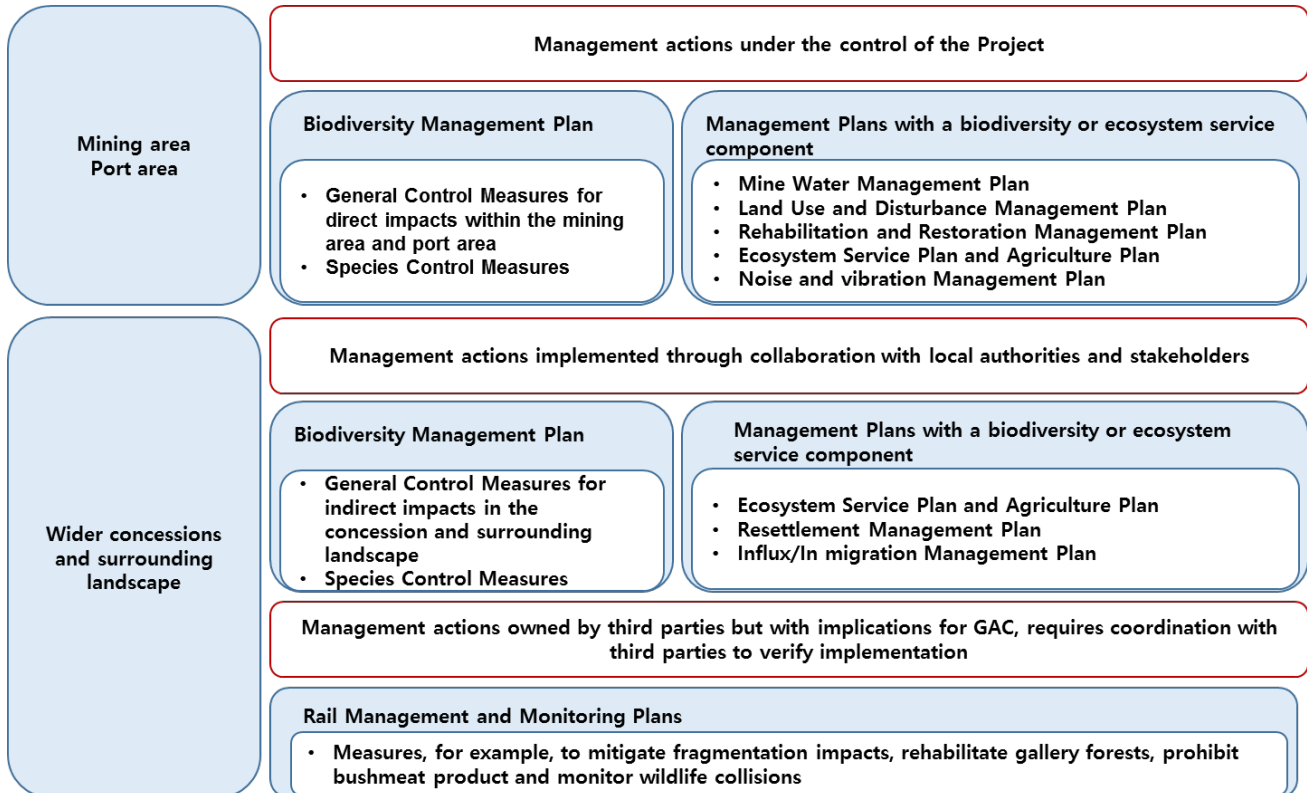 Mining area
Port area
Management actions under the control of the Project
Biodiversity Management Plan
• General Control Measures for
direct impacts within the mining
area and port area
• Species Control Measures
Management Plans with a biodiversity or ecosystem service
component
• Mine Water Management Plan
• Land Use and Disturbance Management Plan
• Rehabilitation and Restoration Management Plan
• Ecosystem Service Plan and Agriculture Plan
• Noise and vibration Management Plan
Wider concessions
and surrounding
landscape
Management actions implemented through collaboration with local authorities and stakeholders
Biodiversity Management Plan
• General Control Measures for
indirect impacts in the
concession and surrounding
landscape
• Species Control Measures
Management Plans with a biodiversity or ecosystem
service component
• Ecosystem Service Plan and Agriculture Plan
• Resettlement Management Plan
• Influx/In migration Management Plan
Management actions owned by third parties but with implications for GAC, requires coordination with
third parties to verify implementation
Rail Management and Monitoring Plans
• Measures, for example, to mitigate fragmentation impacts, rehabilitate gallery forests, prohibit
bushmeat product and monitor wildlife collisions